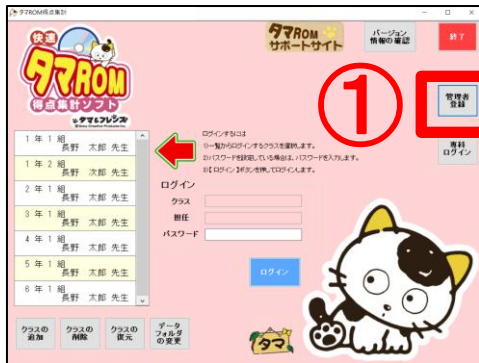 タマROM得点集計
快速
タマROM
得点集計ソフト
タマ&フレンズ
タマROM
サポートサイト
バージョン
情報の確認
終了
①
管理者
登録
専科
ログイン
1 年 1 組
長野 太郎 先生
1 年 2 組
長野 次郎 先生
2 年 1 組
長野 太郎 先生
3 年 1 組
長野 太郎 先生
4 年 1 組
長野 太郎 先生
5 年 1 組
長野 太郎 先生
6 年 1 組
長野 太郎 先生
ログインするには
1)一覧からログインするクラスを選択します。
2)パスワードを設定している場合は、パスワードを入力します。
3)【 ログイン 】ボタンを押してログインします。
ログイン
クラス
担任
パスワード
ログイン
クラスの
追加
クラスの
削除
クラスの
復元
データ
フォルダ
の変更
タマ